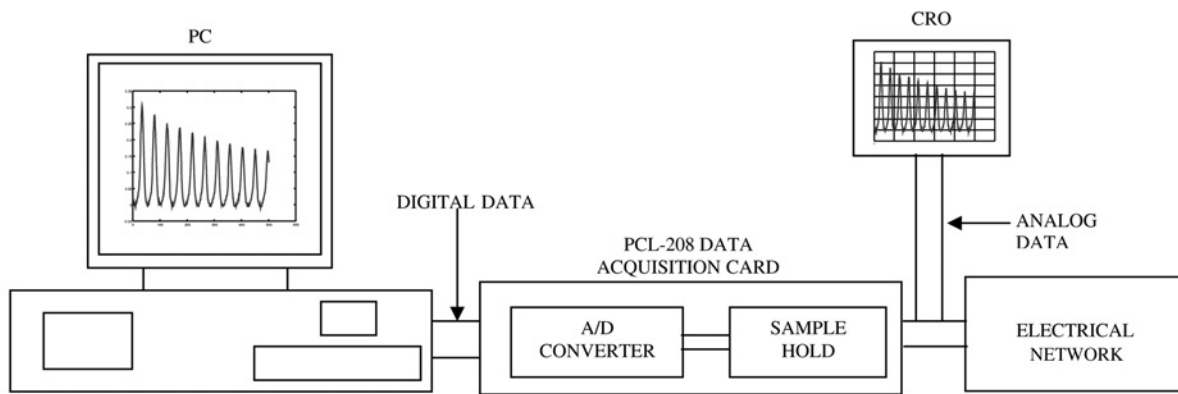 PC
CRO
DIGITAL DATA
ANALOG
DATA
PCL-208 DATA
ACQUISITION CARD
A/D
CONVERTER
SAMPLE
HOLD
ELECTRICAL
NETWORK